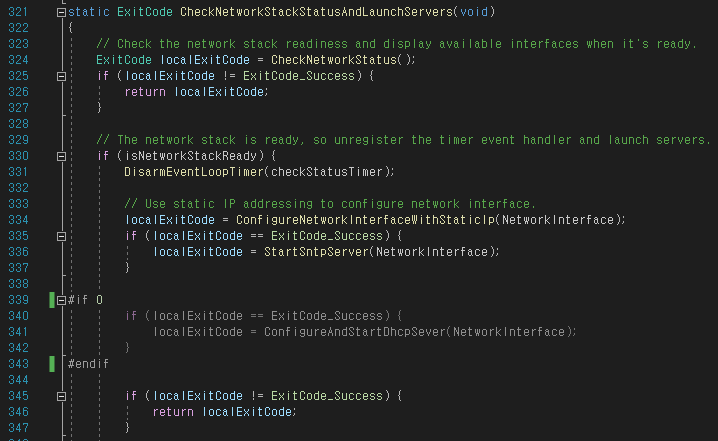 321 static ExitCode CheckNetworkStackStatusAndLaunchServers(void)
322 {
323 // Check the network stack readiness and display available interfaces when it's ready.
324 ExitCode localExitCode = CheckNetworkStatus();
325 if (localExitCode != ExitCode_Success) {
326 return localExitCode;
327 }
328
329 // The network stack is ready, so unregister the timer event handler and launch servers.
330 if (isNetworkStackReady) {
331 DisarmEventLoopTimer(checkStatusTimer);
332
333 // Use static IP addressing to configure network interface.
334 localExitCode = ConfigureNetworkInterfaceWithStaticIp(NetworkInterface);
335 if (localExitCode == ExitCode_Success) {
336 localExitCode = StartSntpServer(NetworkInterface);
337 }
338
339 #if 0
340 if (localExitCode == ExitCode_Success) {
341 localExitCode = ConfigureAndStartDhcpSever(NetworkInterface);
342 }
343 #endif
344
345 if (localExitCode != ExitCode_Success) {
346 return localExitCode;
347 }